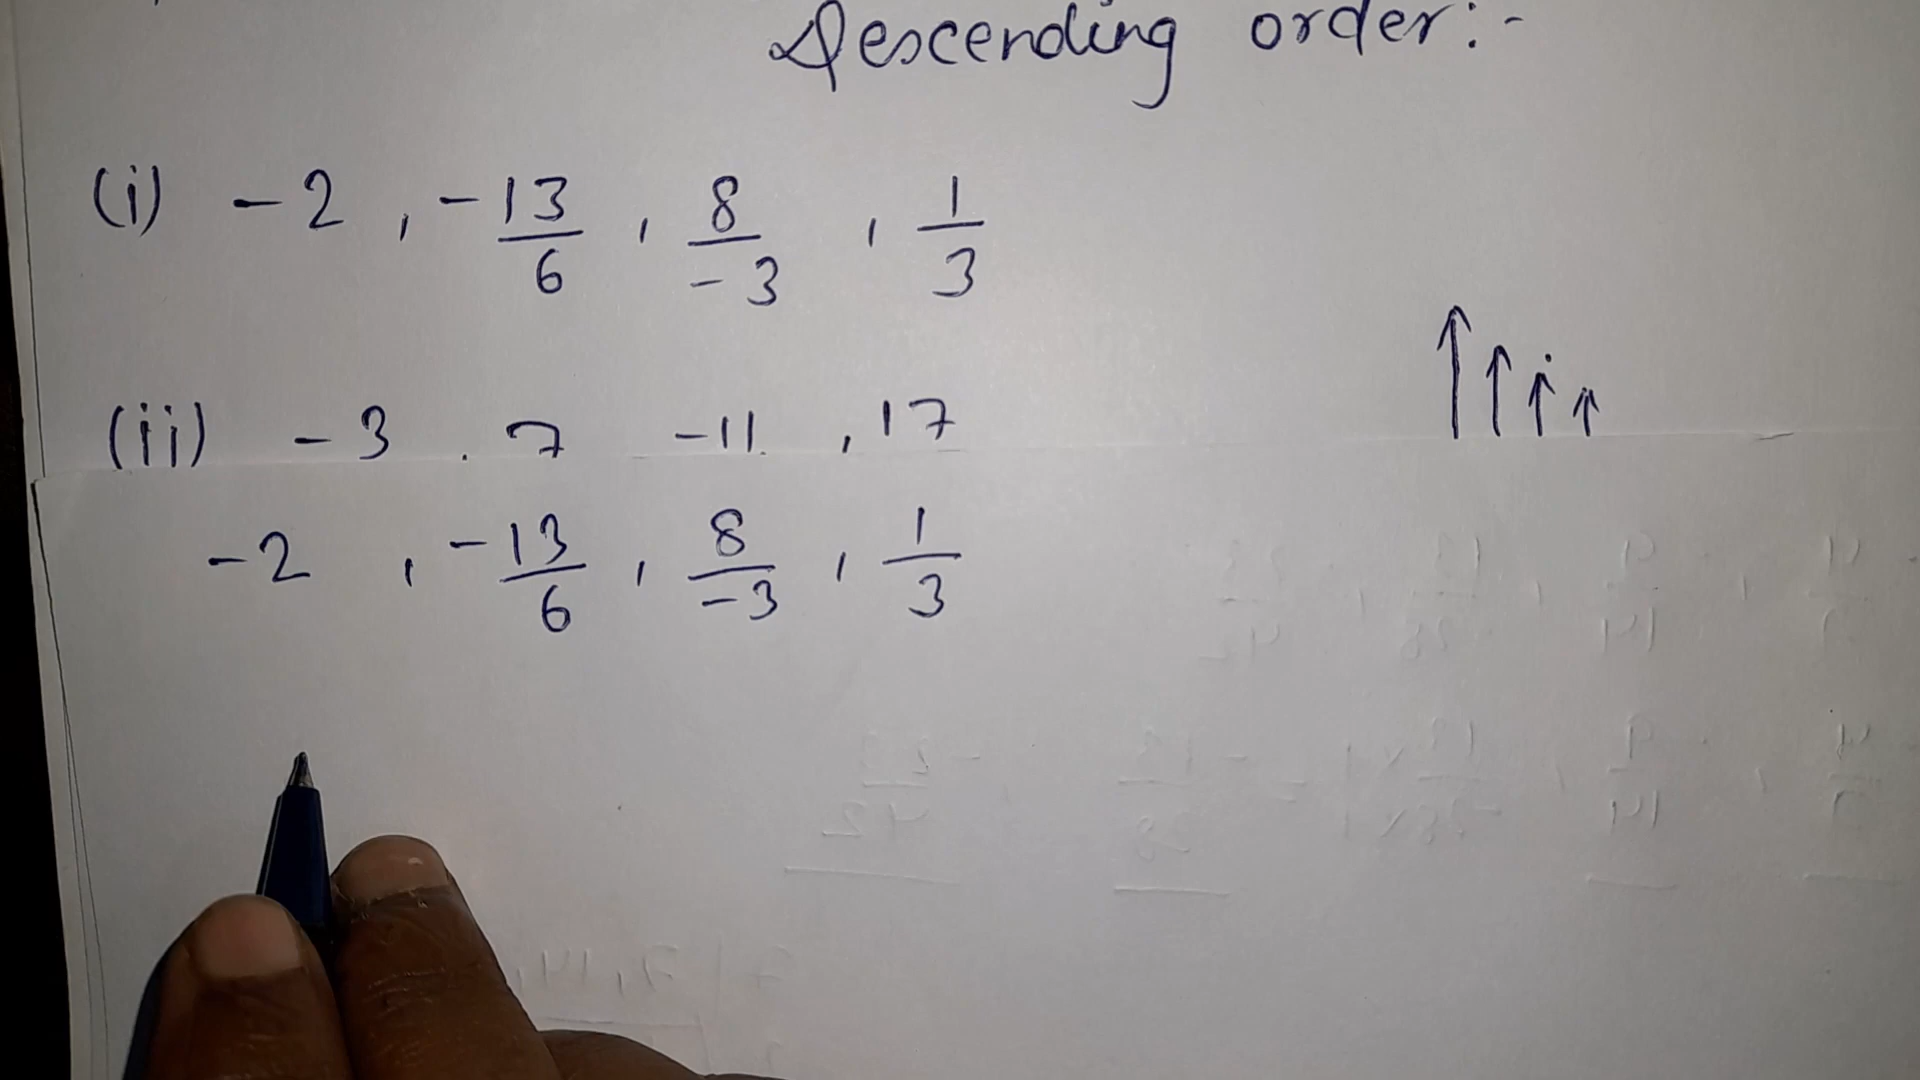 Descending order:-
(i) -2 , -13/6 , 8/-3 , 1/3
(ii) -3 . 7 -11 , 17
-2 , -13/6 , 8/-3 , 1/3